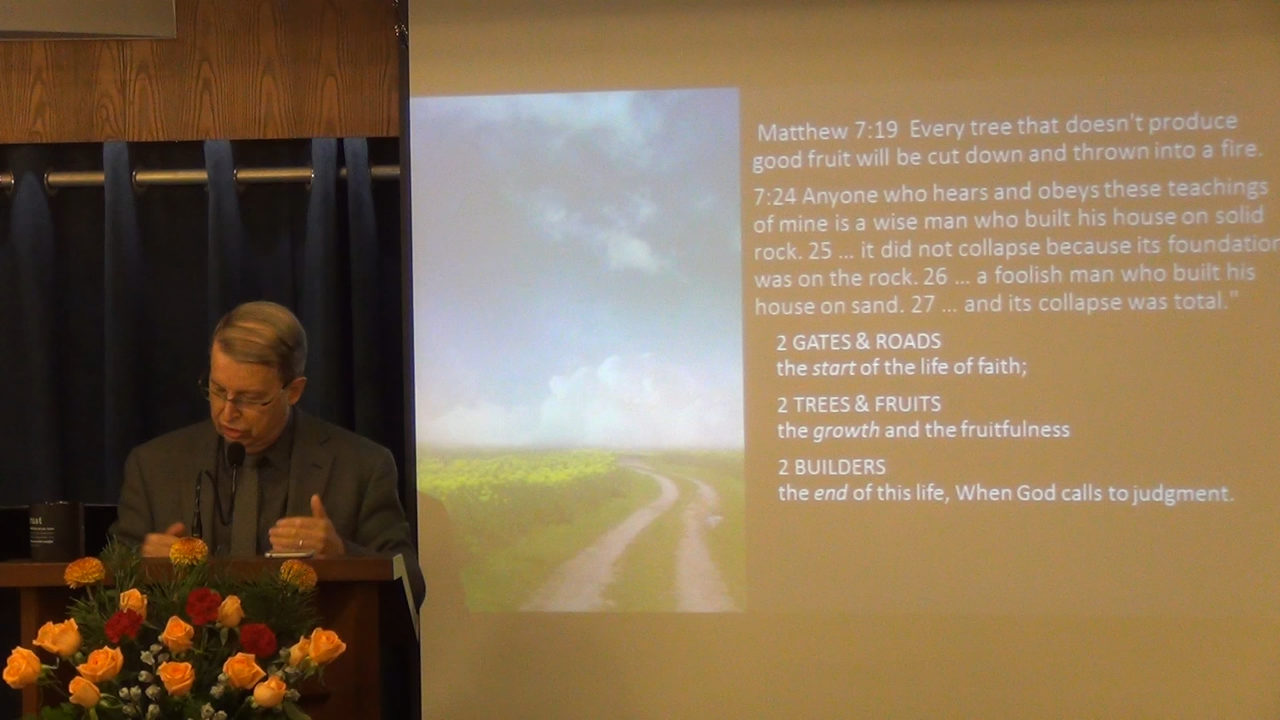 Matthew 7:19 Every tree that doesn't produce
good fruit will be cut down and thrown into a fire.
7:24 Anyone who hears and obeys these teachings
of mine is a wise man who built his house on solid
rock. 25 ... it did not collapse because its foundation
was on the rock. 26 ... a foolish man who built his
house on sand. 27 ... and its collapse was total."
2 GATES & ROADS
the start of the life of faith;
2 TREES & FRUITS
the growth and the fruitfulness
2 BUILDERS
the end of this life, When God calls to judgment.